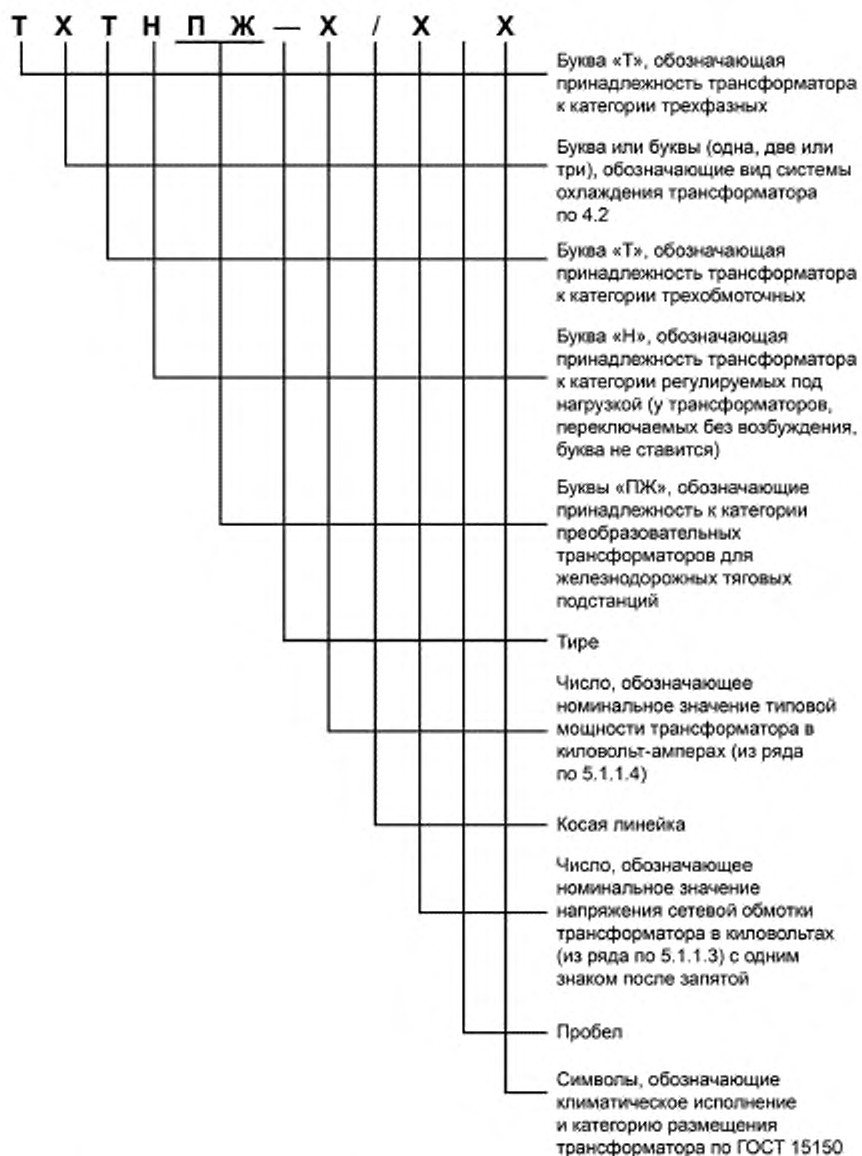 Т Х Т Н П Ж — Х / Х Х
Буква «Т», обозначающая
принадлежность трансформатора
к категории трехфазных
Буква или буквы (одна, две или
три), обозначающие вид системы
охлаждения трансформатора
по 4.2
Буква «Т», обозначающая
принадлежность трансформатора
к категории трехобмоточных
Буква «Н», обозначающая
принадлежность трансформатора
к категории регулируемых под
нагрузкой (у трансформаторов,
переключаемых без возбуждения,
буква не ставится)
Буквы «ПЖ», обозначающие
принадлежность к категории
преобразовательных
трансформаторов для
железнодорожных тяговых
подстанций
Тире
Число, обозначающее
номинальное значение типовой
мощности трансформатора в
киловольт-амперах (из ряда
по 5.1.1.4)
Косая линейка
Число, обозначающее
номинальное значение
напряжения сетевой обмотки
трансформатора в киловольтах
(из ряда по 5.1.1.3) с одним
знаком после запятой
Пробел
Символы, обозначающие
климатическое исполнение
и категорию размещения
трансформатора по ГОСТ 15150